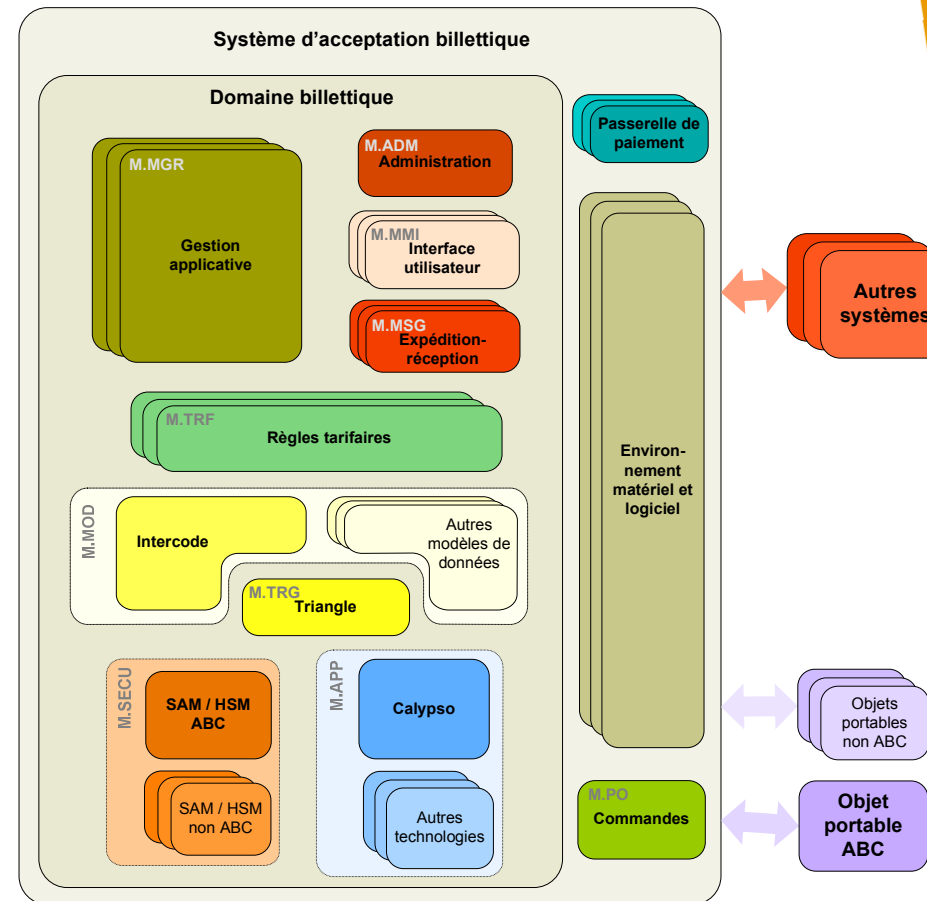 Système d'acceptation billettique
Domaine billettique
Passerelle de
paiement
M.MGR
Gestion
applicative
M.ADM
Administration
M.MMI
Interface
utilisateur
M.MSG
Expédition-
réception
Autres
systèmes
M.TRF
Règles tarifaires
Environ-
nement
matériel et
logiciel
M.MOD
Intercode
Autres
modèles de
données
M.TRG
Triangle
M.SECU
SAM / HSM
ABC
SAM / HSM
non ABC
M.APP
Calypso
Autres
technologies
Objets
portables
non ABC
M.PO
Commandes
Objet
portable
ABC